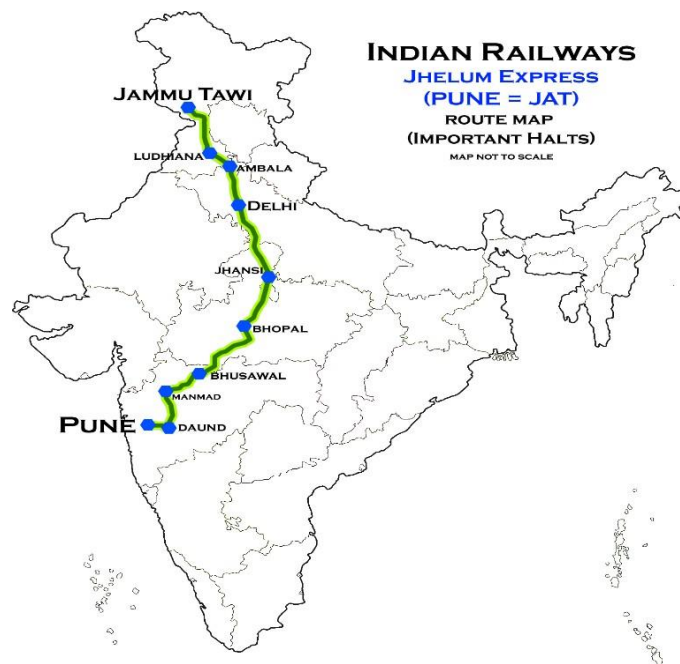 Indian Railways
Jhelum Express
(Pune = JAT)
route map
(Important Halts)
map not to scale
Jammu Tawi
Ludhiana
Ambala
Delhi
Jhansi
Bhopal
Bhusawal
Manmad
Pune
Daund